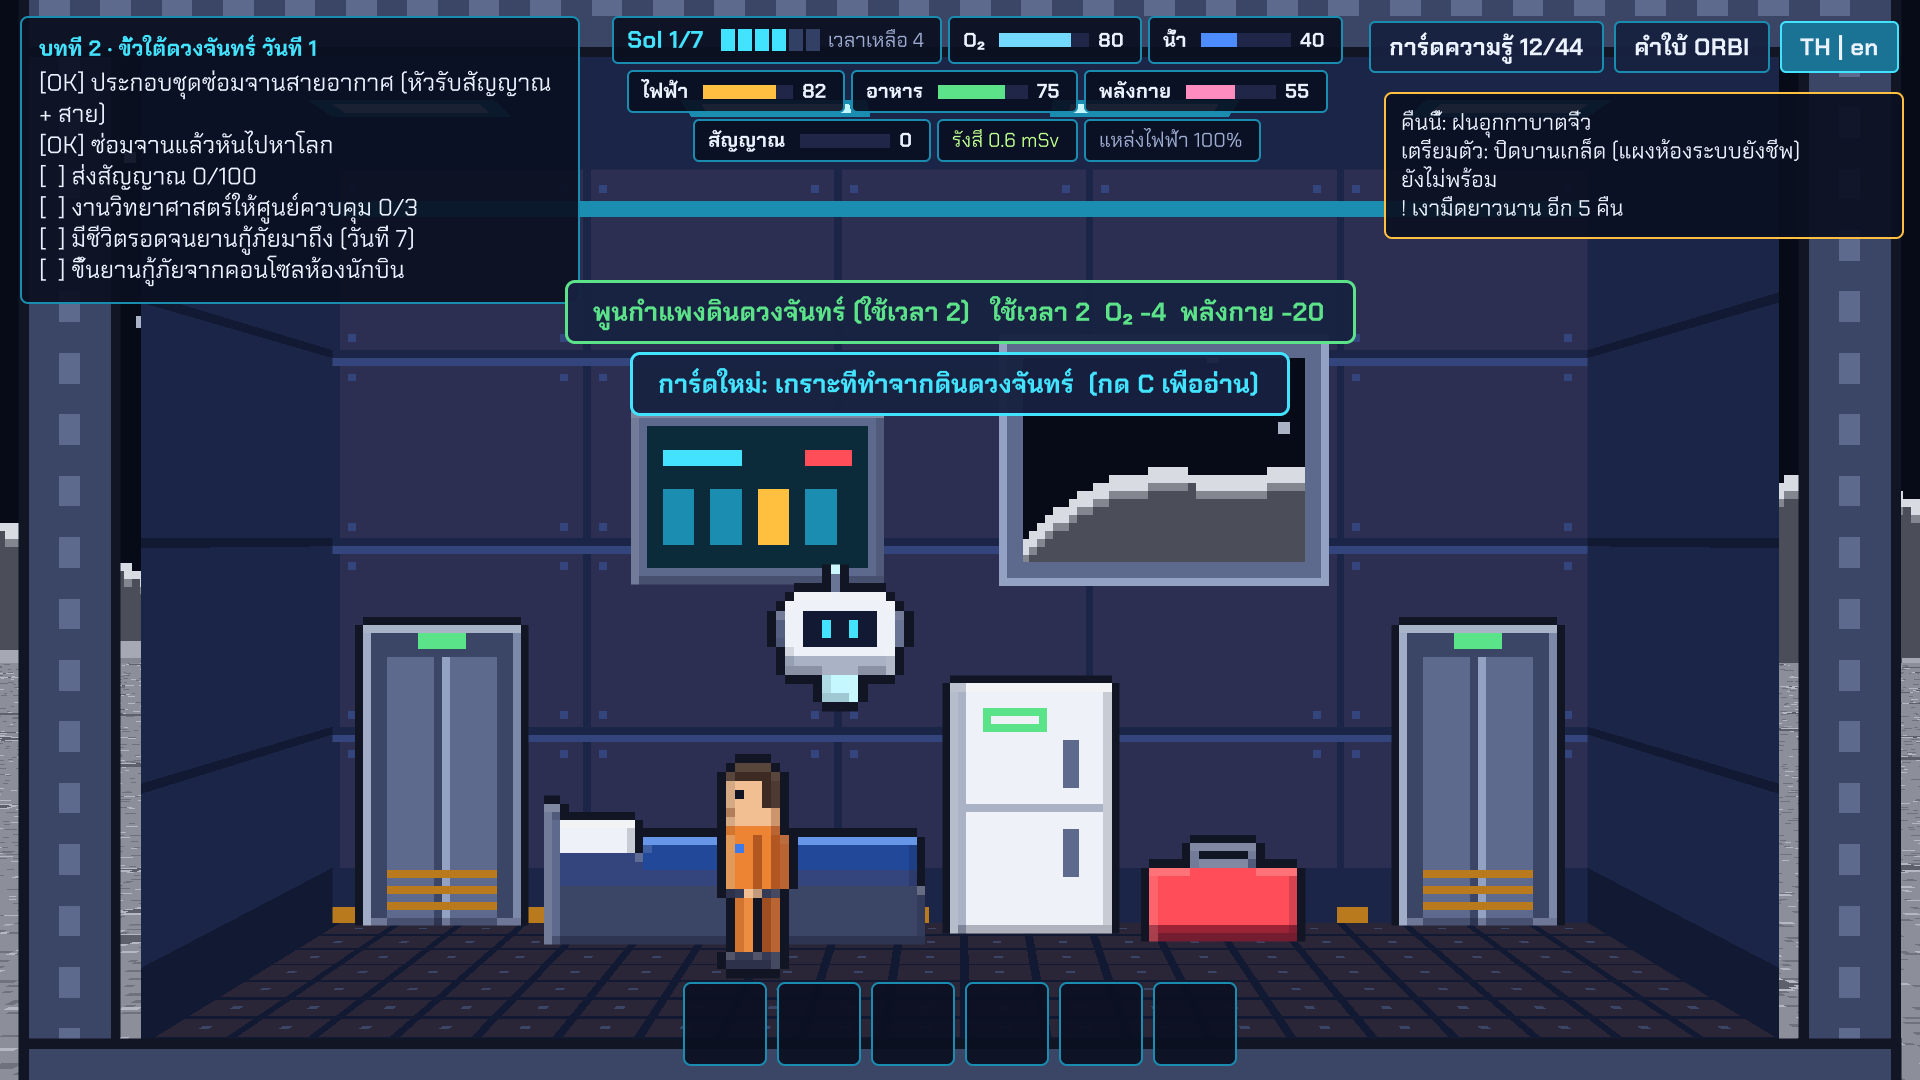 บทที่ 2 · ขั้วใต้ดวงจันทร์ วันที่ 1
[OK] ประกอบชุดซ่อมจานสายอากาศ (หัวรับสัญญาณ
+ สาย)
[OK] ซ่อมจานแล้วหันไปหาโลก
[ ] ส่งสัญญาณ 0/100
[ ] งานวิทยาศาสตร์ให้ศูนย์ควบคุม 0/3
[ ] มีชีวิตรอดจนยานกู้ภัยมาถึง (วันที่ 7)
[ ] ขึ้นยานกู้ภัยจากคอนโซลห้องนักบิน
Sol 1/7 เวลาเหลือ 4
O₂ 80
น้ำ 40
ไฟฟ้า 82
อาหาร 75
พลังกาย 55
สัญญาณ 0
รังสี 0.6 mSv
แหล่งไฟฟ้า 100%
การ์ดความรู้ 12/44
คำใบ้ ORBI
TH | en
คืนนี้: ฝนอุกกาบาตจิ๋ว
เตรียมตัว: ปิดบานเกล็ด (แผงห้องระบบยังชีพ)
ยังไม่พร้อม
! เงามืดยาวนาน อีก 5 คืน
พูนกำแพงดินดวงจันทร์ (ใช้เวลา 2) ใช้เวลา 2 O₂ -4 พลังกาย -20
การ์ดใหม่: เกราะที่ทำจากดินดวงจันทร์ (กด C เพื่ออ่าน)